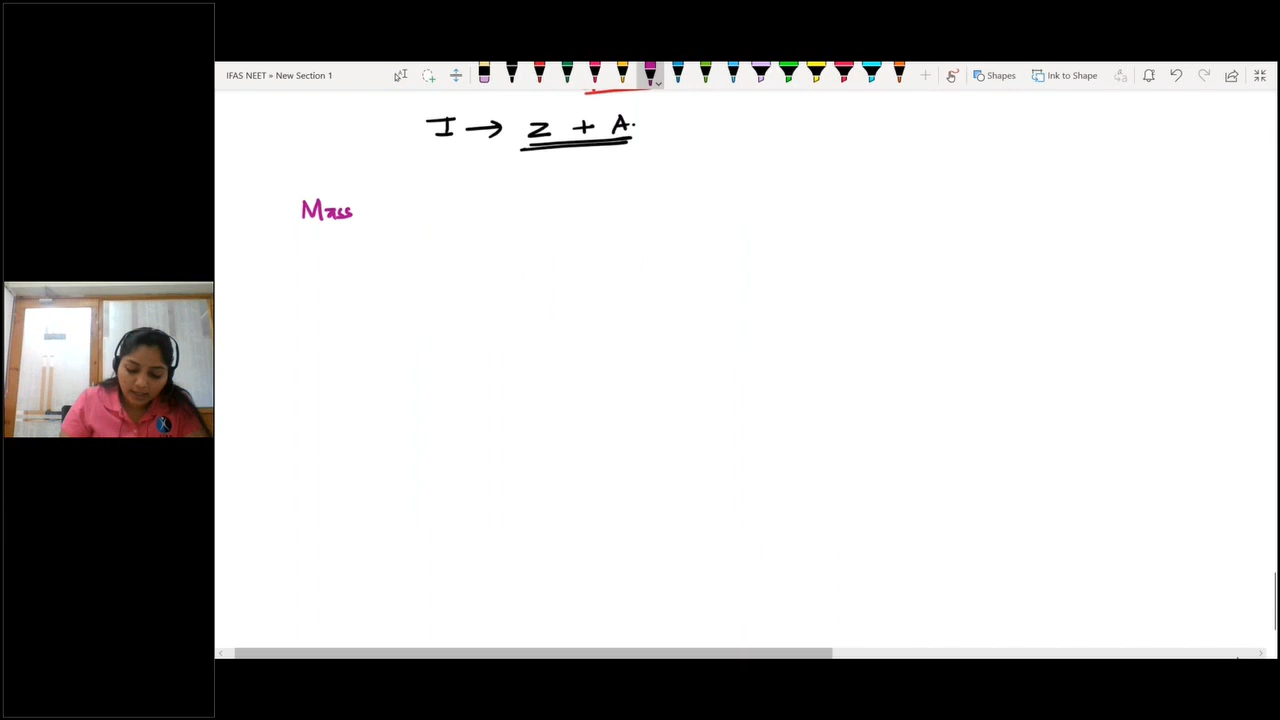 IFAS NEET » New Section 1
Shapes
Ink to Shape
I → Z + A.
Mass